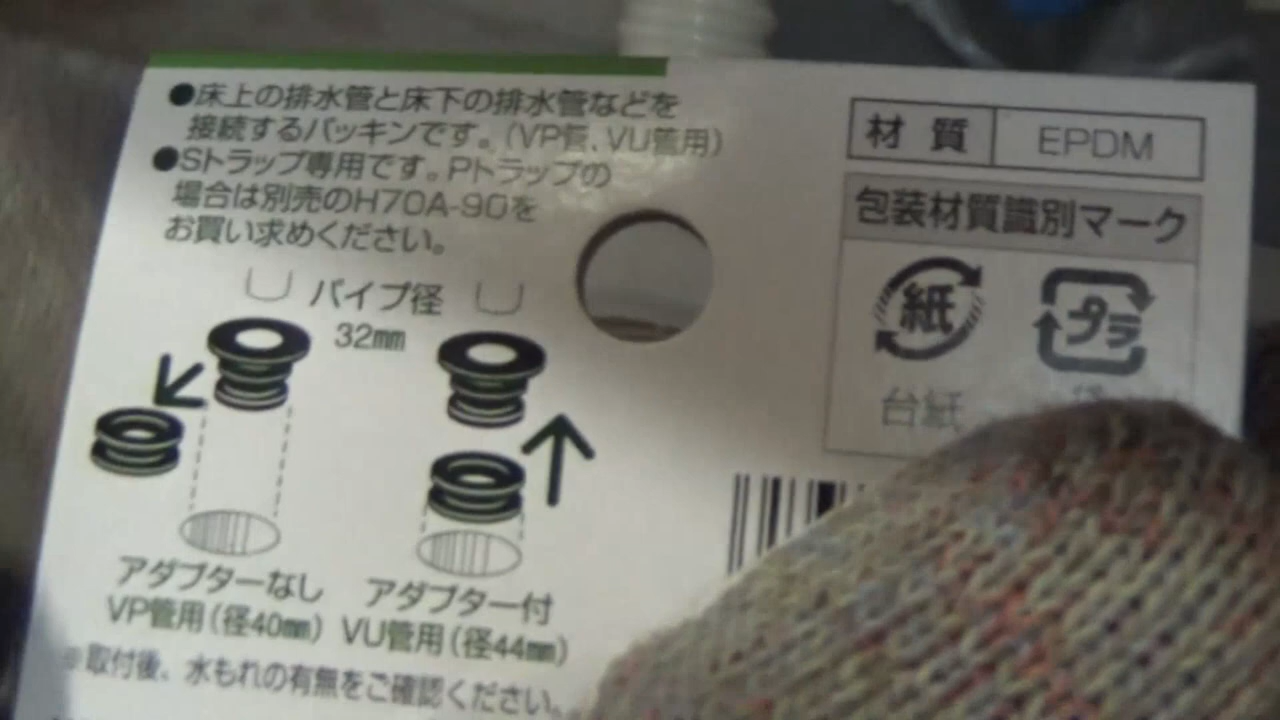 ●床上の排水管と床下の排水管などを
接続するパッキンです。(VP管、VU管用)
●Sトラップ専用です。Pトラップの
場合は別売のH70A-90を
お買い求めください。
パイプ径
32㎜
アダプターなし
VP管用(径40㎜)
アダプター付
VU管用(径44㎜)
※取付後、水もれの有無をご確認ください。
材質 EPDM
包装材質識別マーク
紙
プラ
台紙
袋